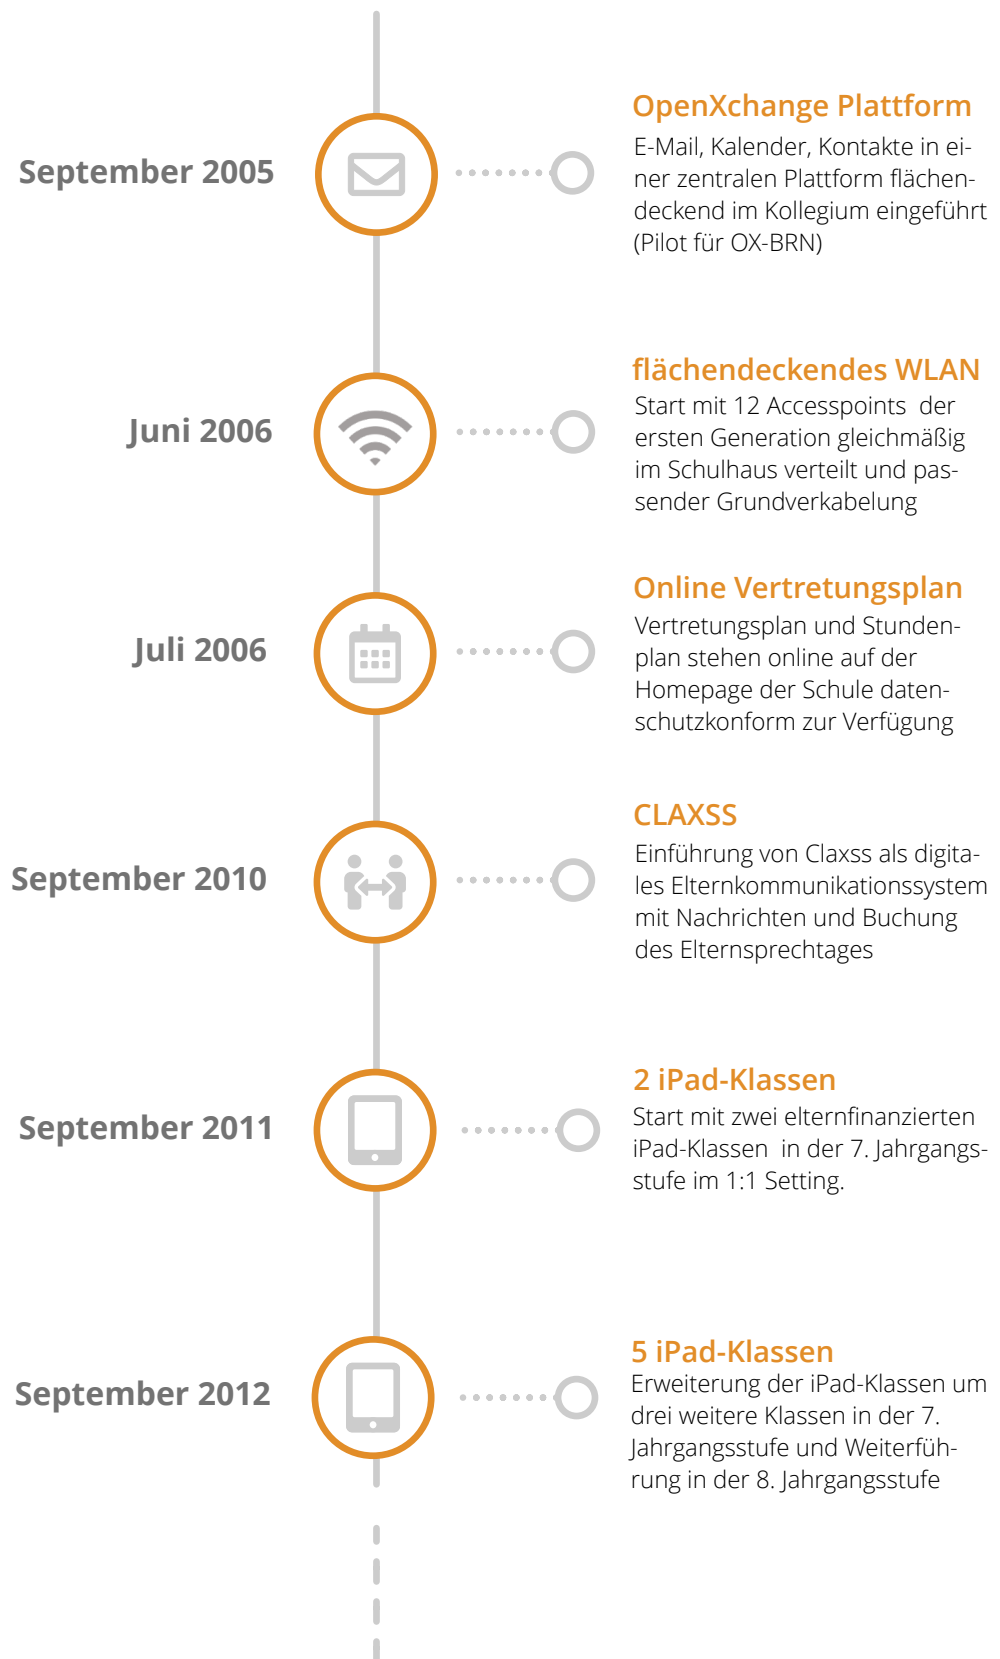 September 2005
OpenXchange Plattform
E-Mail, Kalender, Kontakte in ei-
ner zentralen Plattform flächen-
deckend im Kollegium eingeführt
(Pilot für OX-BRN)
Juni 2006
flächendeckendes WLAN
Start mit 12 Accesspoints  der
ersten Generation gleichmäßig
im Schulhaus verteilt und pas-
sender Grundverkabelung
Juli 2006
Online Vertretungsplan
Vertretungsplan und Stunden-
plan stehen online auf der
Homepage der Schule daten-
schutzkonform zur Verfügung
September 2010
CLAXSS
Einführung von Claxss als digita-
les Elternkommunikationssystem
mit Nachrichten und Buchung
des Elternsprechtages
September 2011
2 iPad-Klassen
Start mit zwei elternfinanzierten
iPad-Klassen  in der 7. Jahrgangs-
stufe im 1:1 Setting.
September 2012
5 iPad-Klassen
Erweiterung der iPad-Klassen um
drei weitere Klassen in der 7.
Jahrgangsstufe und Weiterfüh-
rung in der 8. Jahrgangsstufe